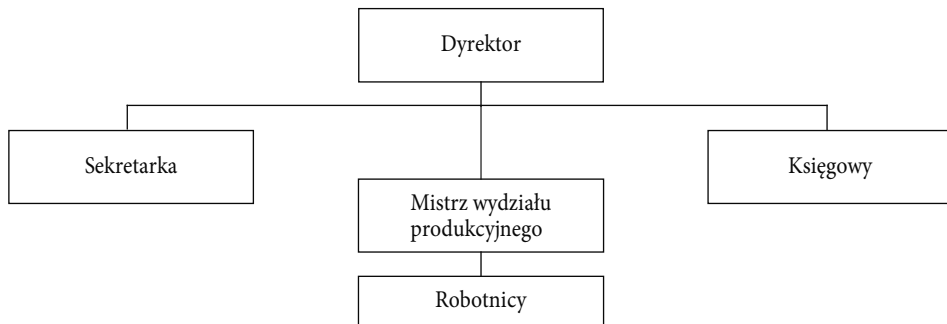 Dyrektor
Sekretarka
Księgowy
Mistrz wydziału
produkcyjnego
Robotnicy